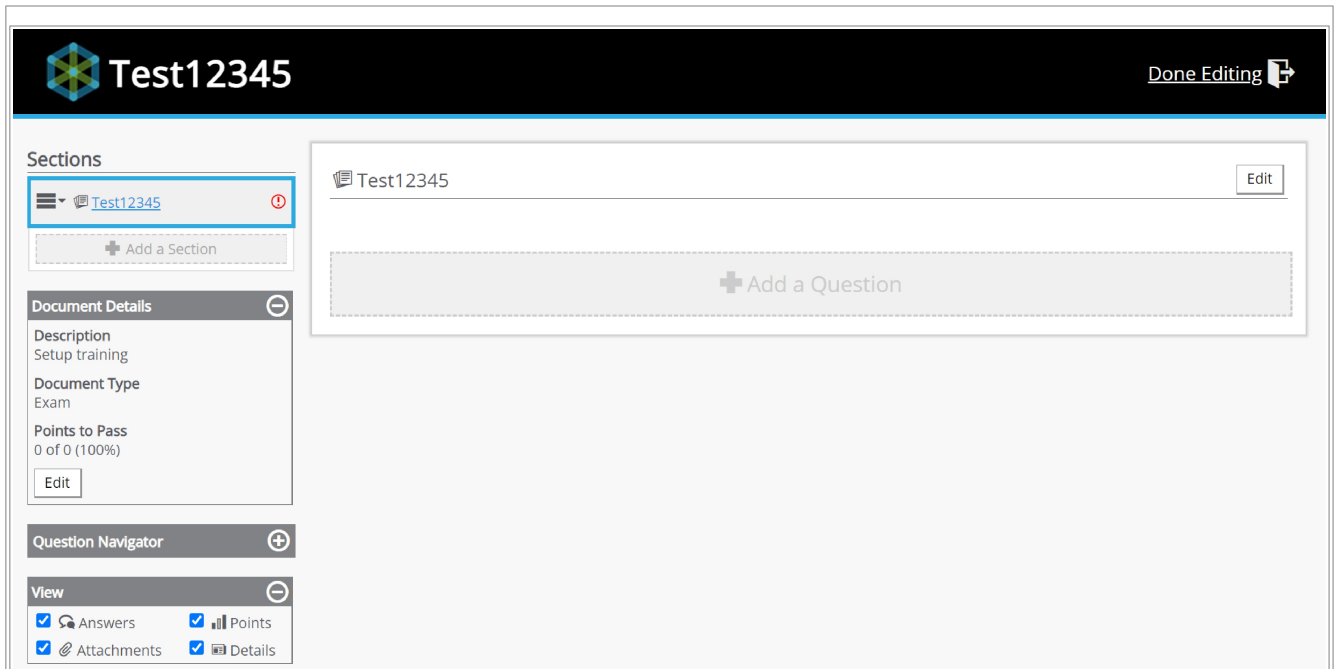 Test12345
Done Editing
Sections
Test12345
Add a Section
Test12345
Edit
Add a Question
Document Details
Description
Setup training
Document Type
Exam
Points to Pass
0 of 0 (100%)
Edit
Question Navigator
View
Answers Points
Attachments Details